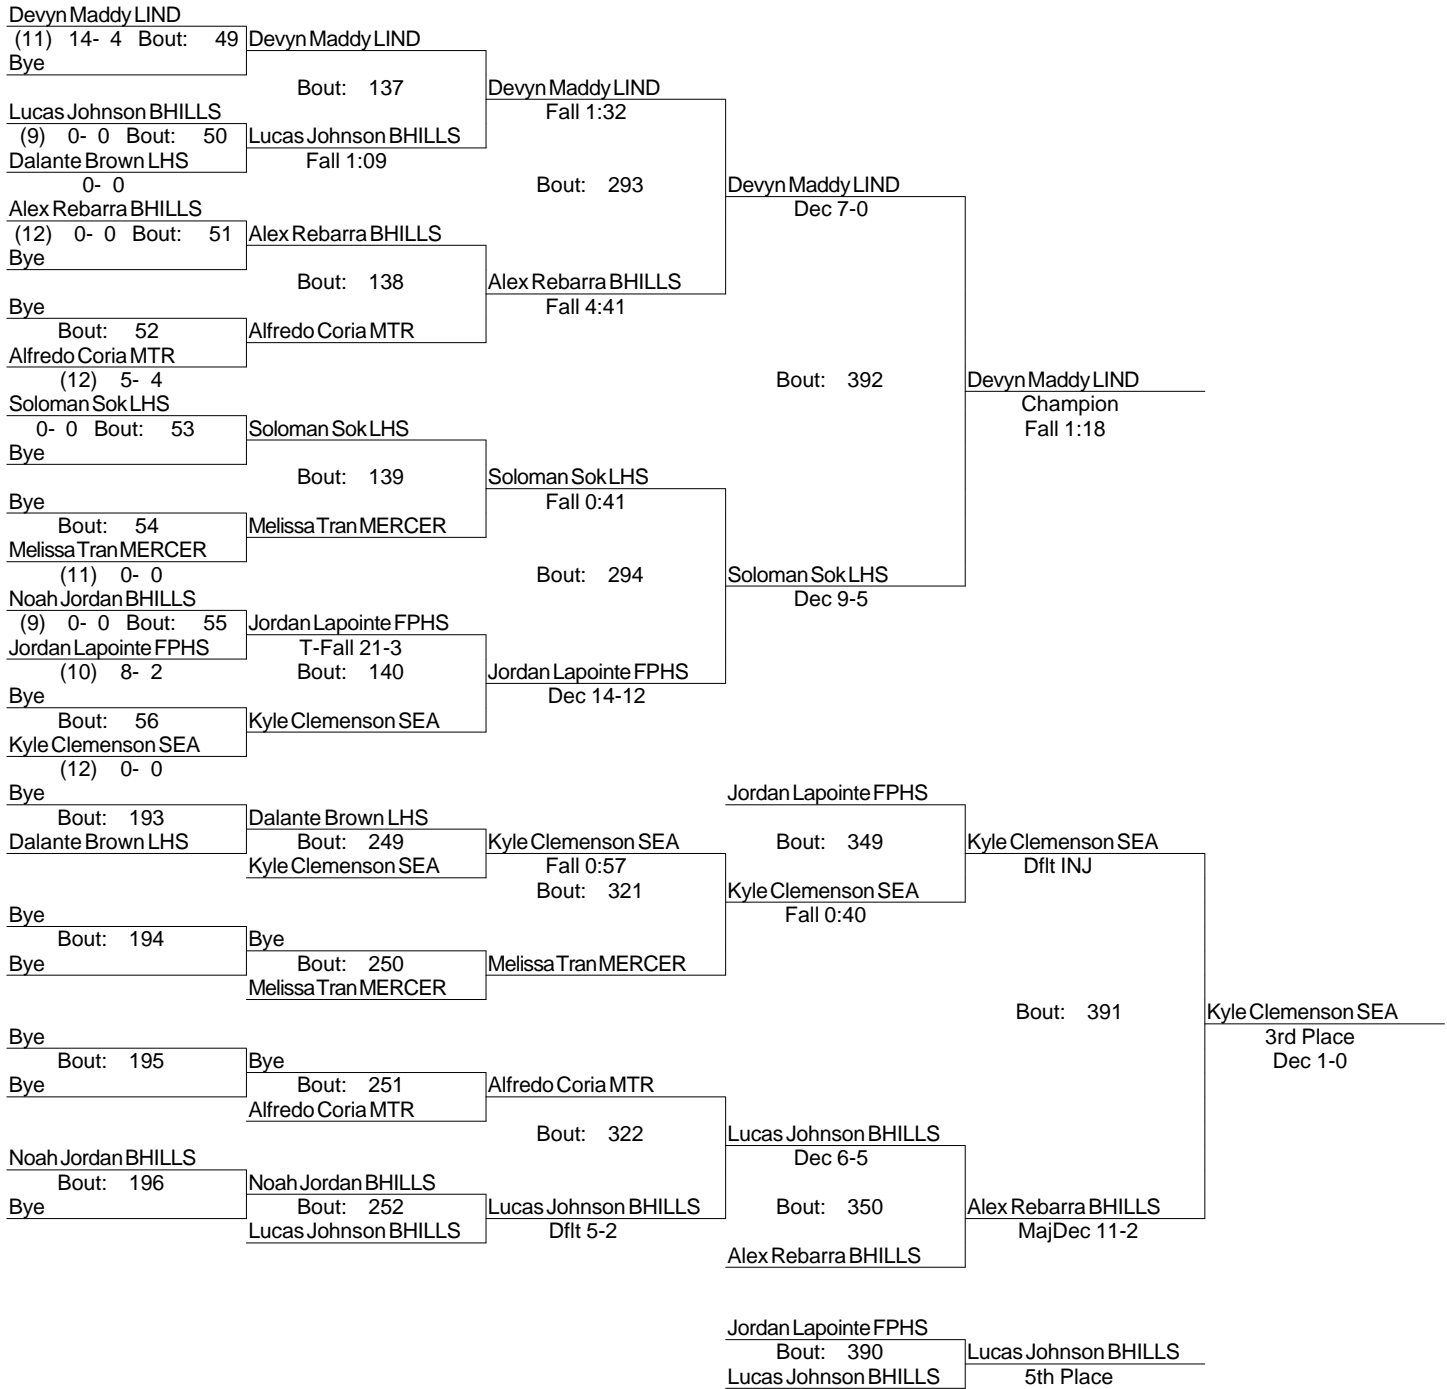 Devyn Maddy LIND
(11) 14- 4 Bout: 49 Devyn Maddy LIND
Bye
Bout: 137 Devyn Maddy LIND
Lucas Johnson BHILLS Fall 1:32
(9) 0- 0 Bout: 50 Lucas Johnson BHILLS
Dalante Brown LHS Fall 1:09
0- 0 Bout: 293 Devyn Maddy LIND
Alex Rebarra BHILLS Dec 7-0
(12) 0- 0 Bout: 51 Alex Rebarra BHILLS
Bye
Bout: 138 Alex Rebarra BHILLS
Bye Fall 4:41
Bout: 52 Alfredo Coria MTR
Alfredo Coria MTR
(12) 5- 4 Bout: 392 Devyn Maddy LIND
Soloman Sok LHS Champion
0- 0 Bout: 53 Soloman Sok LHS Fall 1:18
Bye
Bout: 139 Soloman Sok LHS
Bye Fall 0:41
Bout: 54 Melissa Tran MERCER
Melissa Tran MERCER
(11) 0- 0 Bout: 294 Soloman Sok LHS
Noah Jordan BHILLS Dec 9-5
(9) 0- 0 Bout: 55 Jordan Lapointe FPHS
Jordan Lapointe FPHS T-Fall 21-3
(10) 8- 2 Bout: 140 Jordan Lapointe FPHS
Bye Dec 14-12
Bout: 56 Kyle Clemenson SEA
Kyle Clemenson SEA
(12) 0- 0
Bye Jordan Lapointe FPHS
Bout: 193 Dalante Brown LHS
Dalante Brown LHS Bout: 249 Kyle Clemenson SEA Bout: 349 Kyle Clemenson SEA
Kyle Clemenson SEA Fall 0:57 Dflt INJ
Bout: 321 Kyle Clemenson SEA
Bye Fall 0:40
Bout: 194 Bye
Bye Bout: 250 Melissa Tran MERCER
Melissa Tran MERCER
Bout: 391 Kyle Clemenson SEA
Bye 3rd Place
Bout: 195 Bye Dec 1-0
Bye Bout: 251 Alfredo Coria MTR
Alfredo Coria MTR
Bout: 322 Lucas Johnson BHILLS
Noah Jordan BHILLS Dec 6-5
Bout: 196 Noah Jordan BHILLS
Bye Bout: 252 Lucas Johnson BHILLS Bout: 350 Alex Rebarra BHILLS
Lucas Johnson BHILLS Dflt 5-2 MajDec 11-2
Alex Rebarra BHILLS
Jordan Lapointe FPHS
Bout: 390 Lucas Johnson BHILLS
Lucas Johnson BHILLS 5th Place